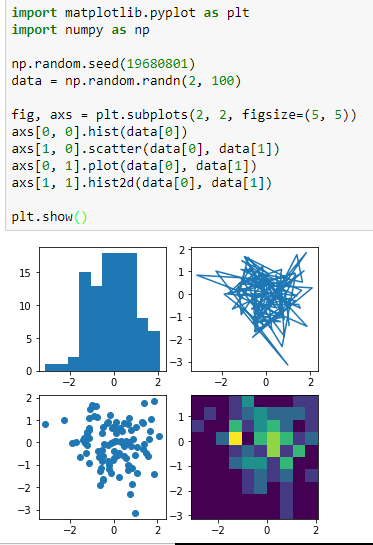 import matplotlib.pyplot as plt
import numpy as np
np.random.seed(19680801)
data = np.random.randn(2, 100)
fig, axs = plt.subplots(2, 2, figsize=(5, 5))
axs[0, 0].hist(data[0])
axs[1, 0].scatter(data[0], data[1])
axs[0, 1].plot(data[0], data[1])
axs[1, 1].hist2d(data[0], data[1])
plt.show()
15
10
5
0
−2 0 2
2
1
0
−1
−2
−3
−2 0 2
2
1
0
−1
−2
−3
−2 0 2
1
0
−1
−2
−3
−2 0 2